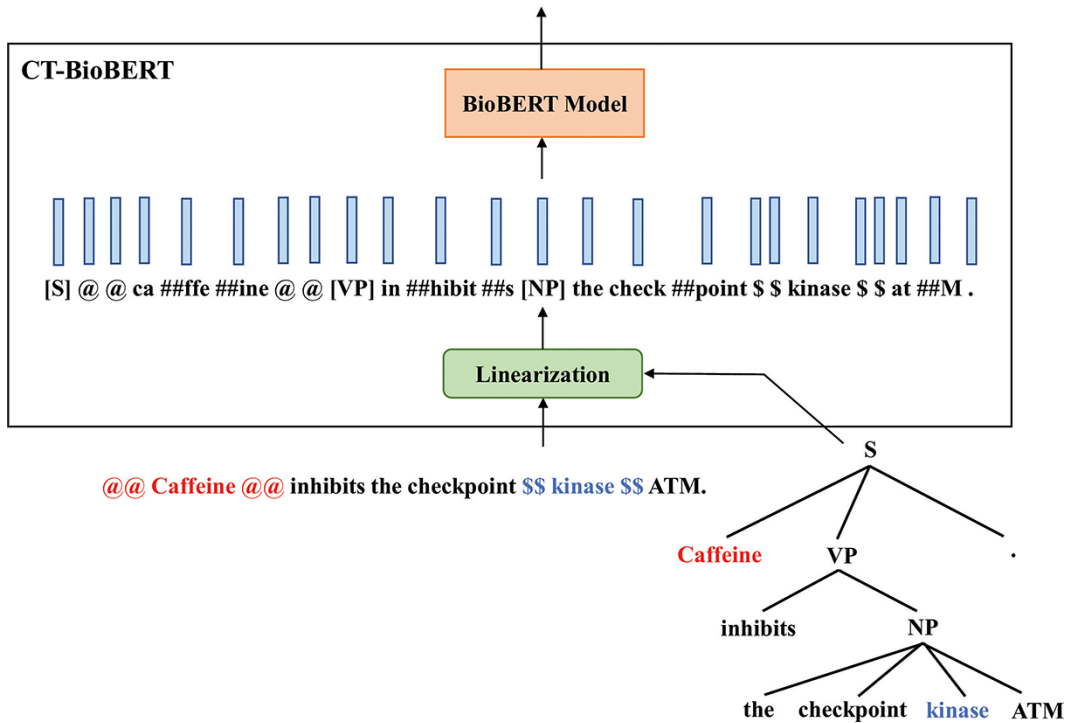 CT-BioBERT
BioBERT Model
[S] @ @ ca ##ffe ##ine @ @ [VP] in ##hibit ##s [NP] the check ##point $ $ kinase $ $ at ##M .
Linearization
@@ Caffeine @@ inhibits the checkpoint $$ kinase $$ ATM.
S
Caffeine VP .
inhibits NP
the checkpoint kinase ATM